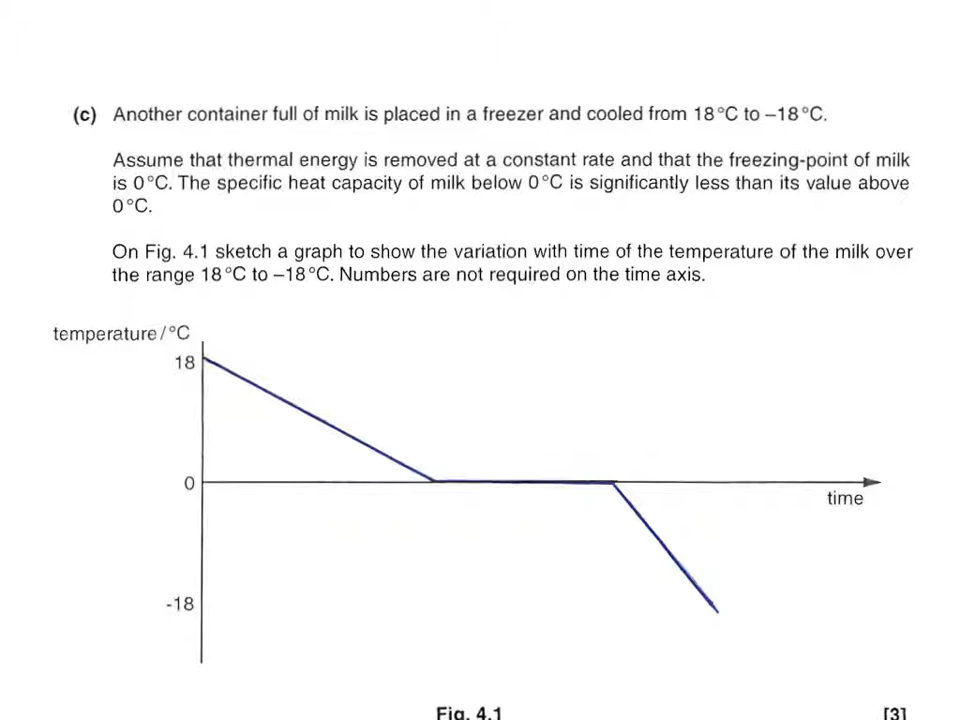 (c) Another container full of milk is placed in a freezer and cooled from 18 °C to –18 °C.
Assume that thermal energy is removed at a constant rate and that the freezing-point of milk
is 0 °C. The specific heat capacity of milk below 0 °C is significantly less than its value above
0 °C.
On Fig. 4.1 sketch a graph to show the variation with time of the temperature of the milk over
the range 18 °C to –18 °C. Numbers are not required on the time axis.
temperature / °C
18
0
time
-18
Fig. 4.1 [3]